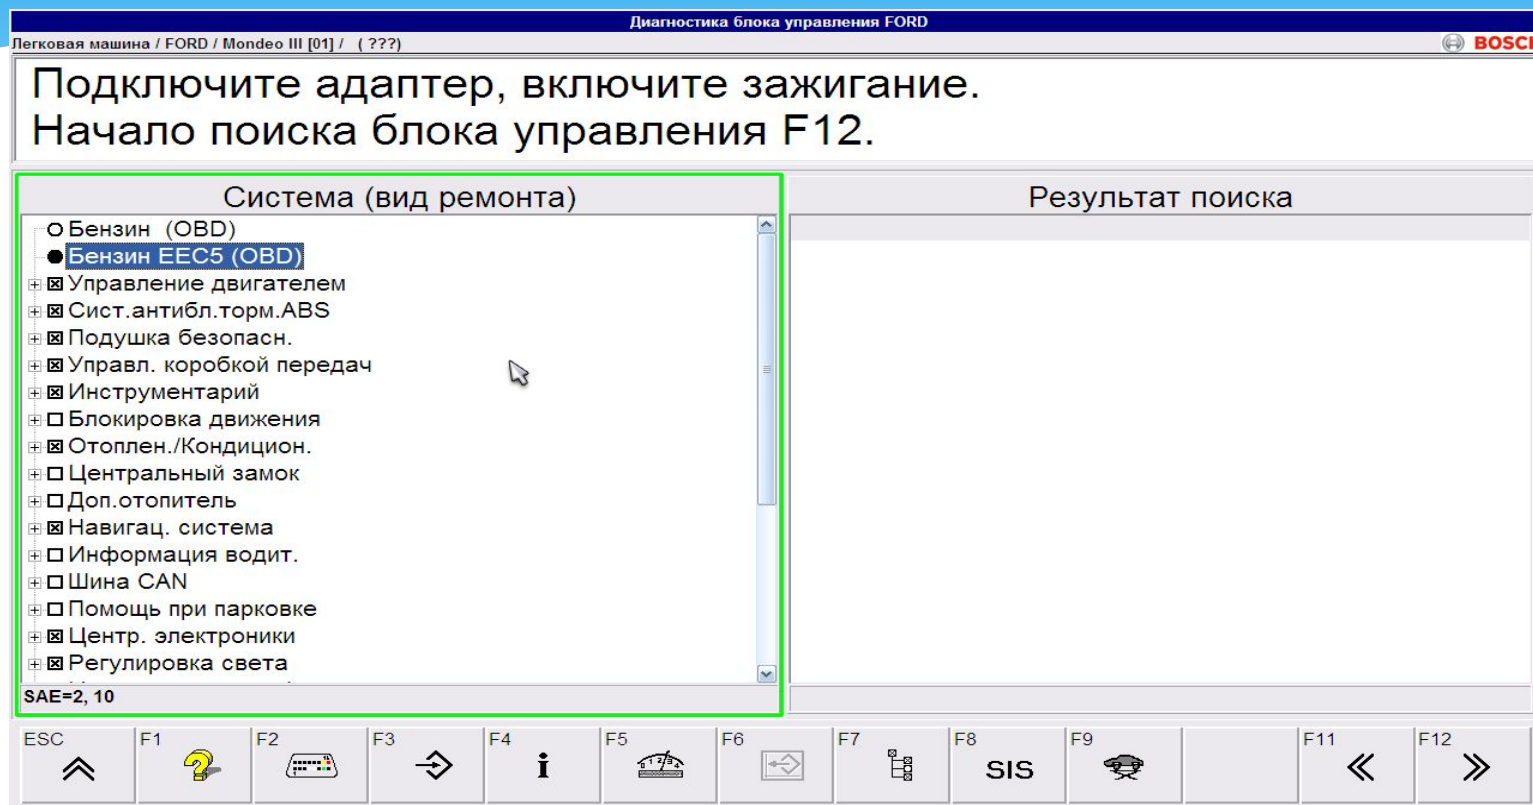 Диагностика блока управления FORD
Легковая машина / FORD / Mondeo III [01] / ( ???)
BOSCH
Подключите адаптер, включите зажигание.
Начало поиска блока управления F12.
Система (вид ремонта)
Результат поиска
Бензин (OBD)
Бензин EEC5 (OBD)
Управление двигателем
Сист.антибл.торм.ABS
Подушка безопасн.
Управл. коробкой передач
Инструментарий
Блокировка движения
Отоплен./Кондицион.
Центральный замок
Доп.отопитель
Навигац. система
Информация водит.
Шина CAN
Помощь при парковке
Центр. электроники
Регулировка света
SAE=2, 10
ESC F1 F2 F3 F4 F5 F6 F7 F8 F9 F11 F12
i SIS